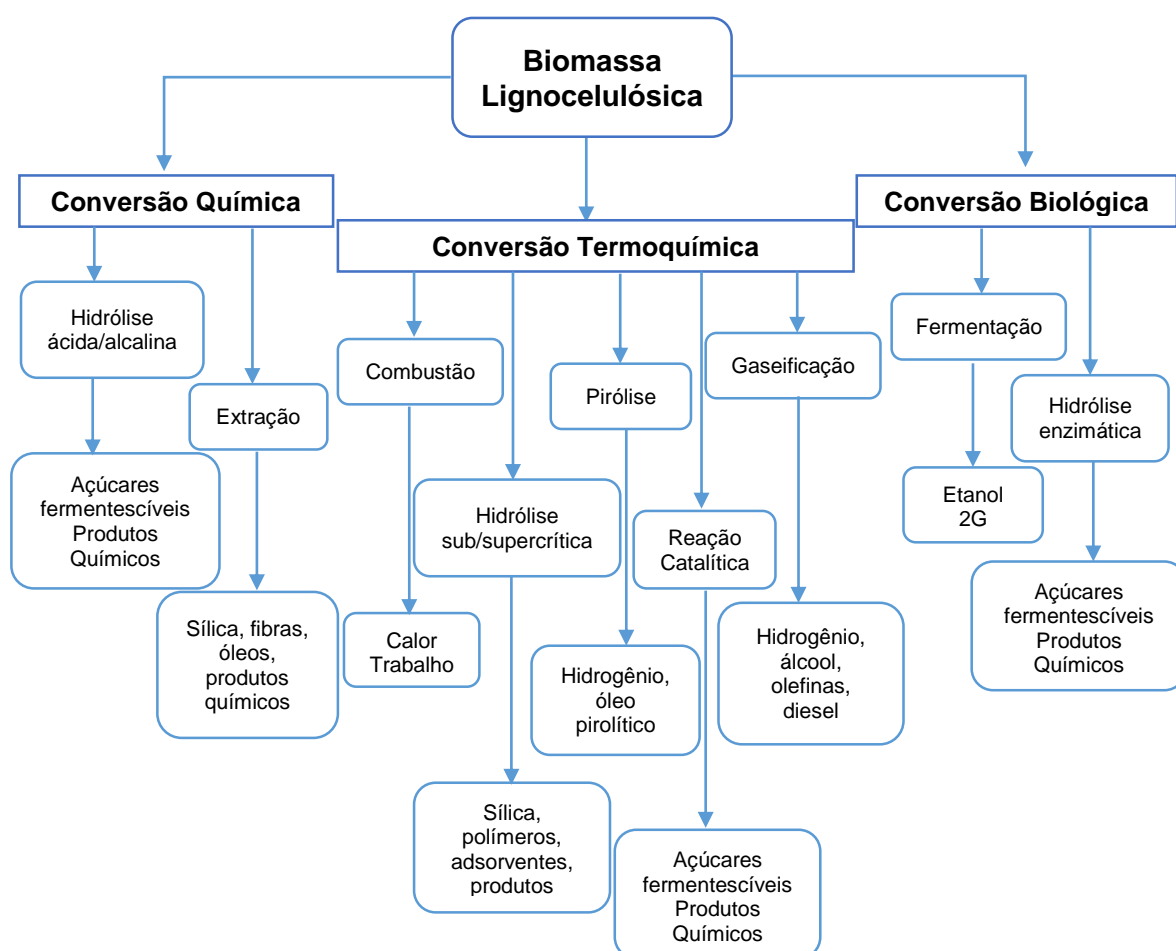 Biomassa
Lignocelulósica
Conversão Química
Conversão Termoquímica
Conversão Biológica
Hidrólise
ácida/alcalina
Extração
Combustão
Hidrólise
sub/supercrítica
Pirólise
Reação
Catalítica
Gaseificação
Fermentação
Hidrólise
enzimática
Açúcares
fermentescíveis
Produtos
Químicos
Sílica, fibras,
óleos,
produtos
químicos
Calor
Trabalho
Sílica,
polímeros,
adsorventes,
produtos
Hidrogênio,
óleo
pirolítico
Açúcares
fermentescíveis
Produtos
Químicos
Hidrogênio,
álcool,
olefinas,
diesel
Etanol
2G
Açúcares
fermentescíveis
Produtos
Químicos